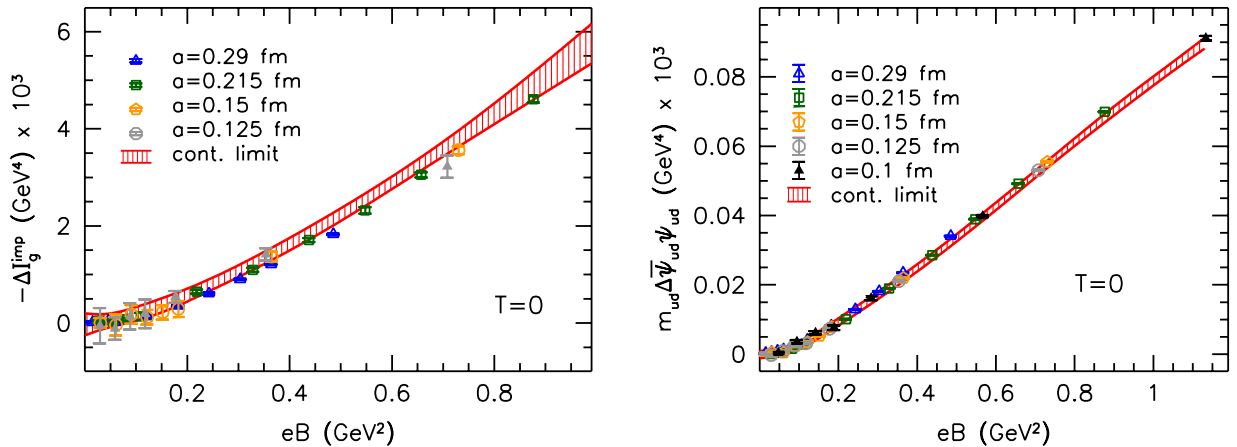 −ΔI_g^imp (GeV⁴) × 10³
6
4
2
0
a=0.29 fm
a=0.215 fm
a=0.15 fm
a=0.125 fm
cont. limit
T=0
0.2 0.4 0.6 0.8
eB (GeV²)
m_ud Δψ̅_ud ψ_ud (GeV⁴) × 10³
0.08
0.06
0.04
0.02
0
a=0.29 fm
a=0.215 fm
a=0.15 fm
a=0.125 fm
a=0.1 fm
cont. limit
T=0
0.2 0.4 0.6 0.8 1
eB (GeV²)